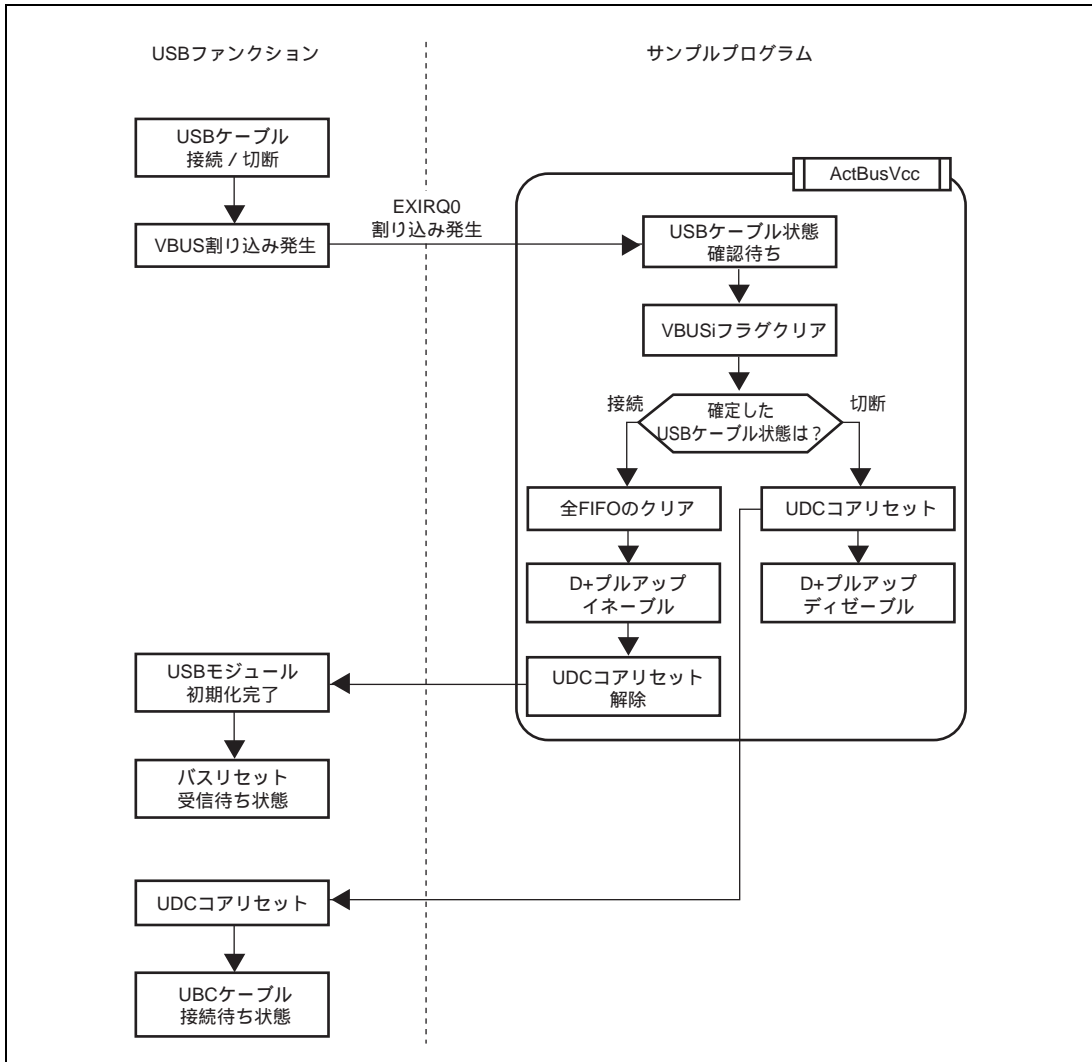 USBファンクション
サンプルプログラム
USBケーブル
接続 / 切断
VBUS割り込み発生
EXIRQ0
割り込み発生
ActBusVcc
USBケーブル状態
確認待ち
VBUSiフラグクリア
接続
確定した
USBケーブル状態は?
切断
全FIFOのクリア
UDCコアリセット
D+プルアップ
イネーブル
D+プルアップ
ディゼーブル
UDCコアリセット
解除
USBモジュール
初期化完了
バスリセット
受信待ち状態
UDCコアリセット
UBCケーブル
接続待ち状態